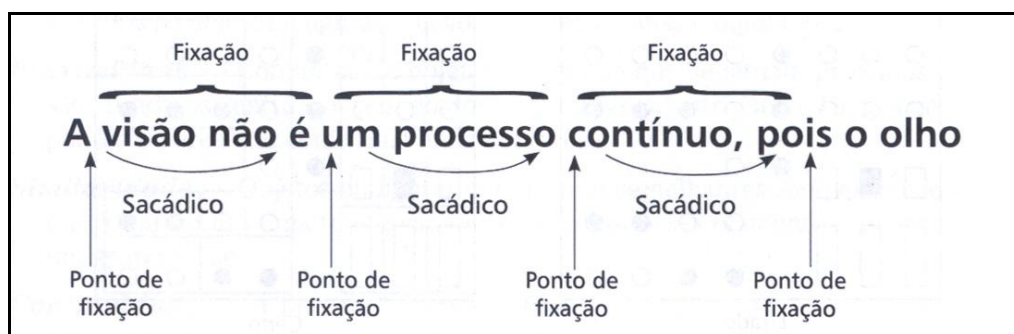 Fixação Fixação Fixação
A visão não é um processo contínuo, pois o olho
Sacádico Sacádico Sacádico
Ponto de Ponto de Ponto de Ponto de
fixação fixação fixação fixação